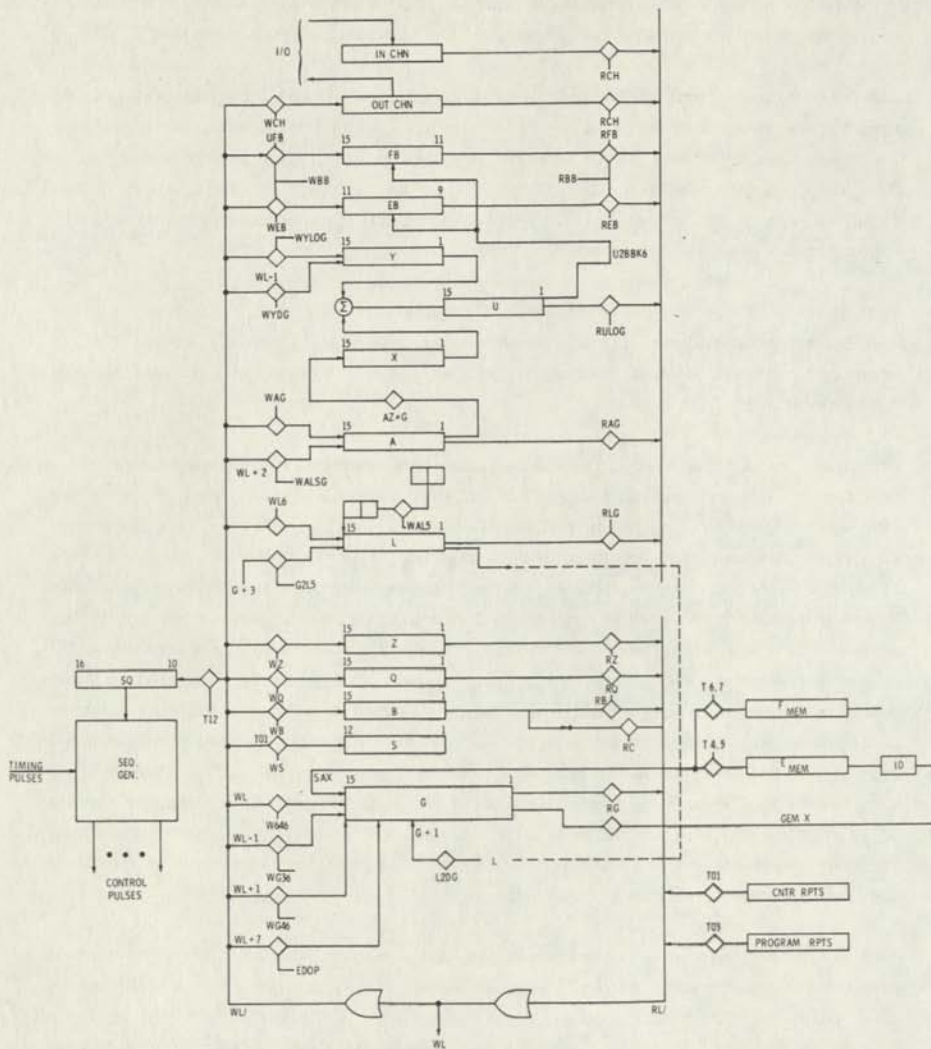 I/O
IN CHN
RCH
OUT CHN
WCH
RCH
UFB
RFB
15 FB 11
WBB
RBB
11 EB 9
WEB
REB
WYLOG
15 Y 1
U2BBK6
WL-1
WYDG
Σ
15 U 1
RULOG
15 X 1
AZ+G
WAG
15 A 1
RAG
WL+2
WALSG
WL6
WAL5
15 L 1
RLG
G+3
G2L5
15 Z 1
WZ
RZ
16 SQ 10
T12
15 Q 1
WQ
RQ
15 B 1
WB
RB
RC
T01
12 S 1
WS
T6,7
F MEM
T4,5
E MEM
10
TIMING
PULSES
SEQ.
GEN.
SAX
15 G 1
WL
W646
RG
GEM X
WL-1
WG36
G+1
L2DG
L
CONTROL
PULSES
WL+1
WG46
T01
CNTR RPTS
WL+7
EDOP
T03
PROGRAM RPTS
WL/
WL
RL/